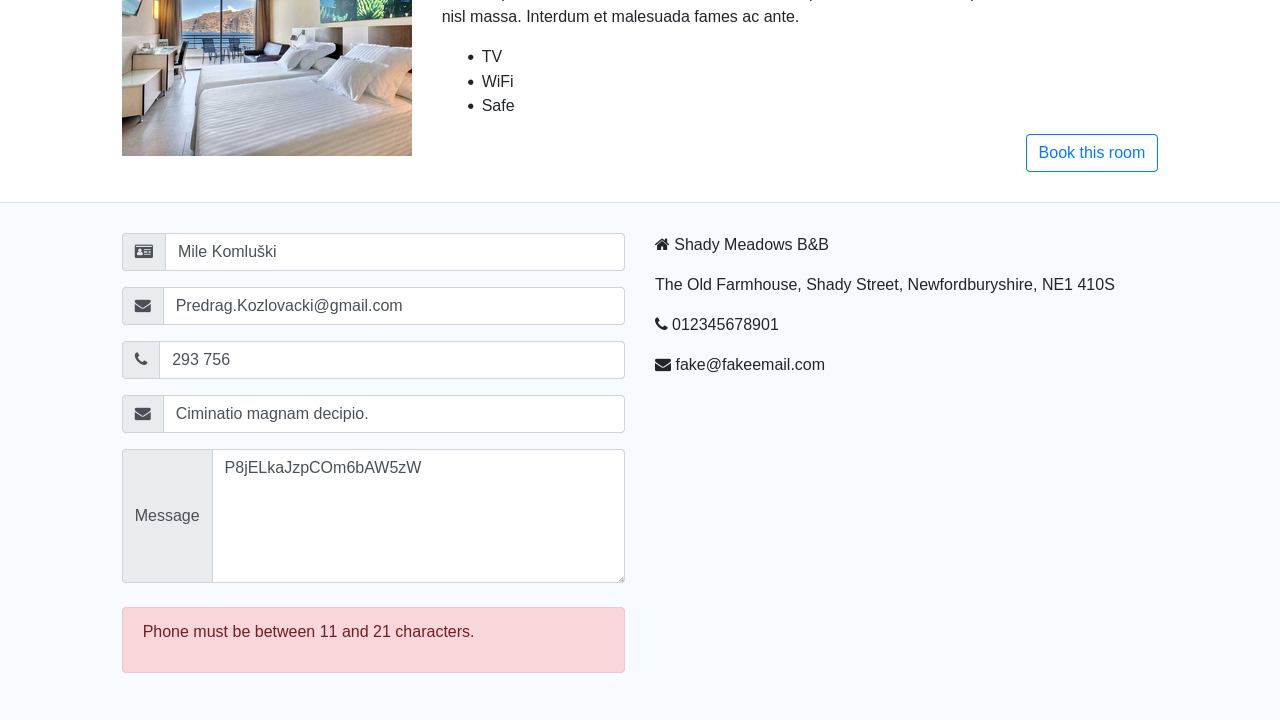 nisl massa. Interdum et malesuada fames ac ante.
TV
WiFi
Safe
Book this room
Mile Komluški
Predrag.Kozlovacki@gmail.com
293 756
Ciminatio magnam decipio.
Message
P8jELkaJzpCOm6bAW5zW
Phone must be between 11 and 21 characters.
Shady Meadows B&B
The Old Farmhouse, Shady Street, Newfordburyshire, NE1 410S
012345678901
fake@fakeemail.com